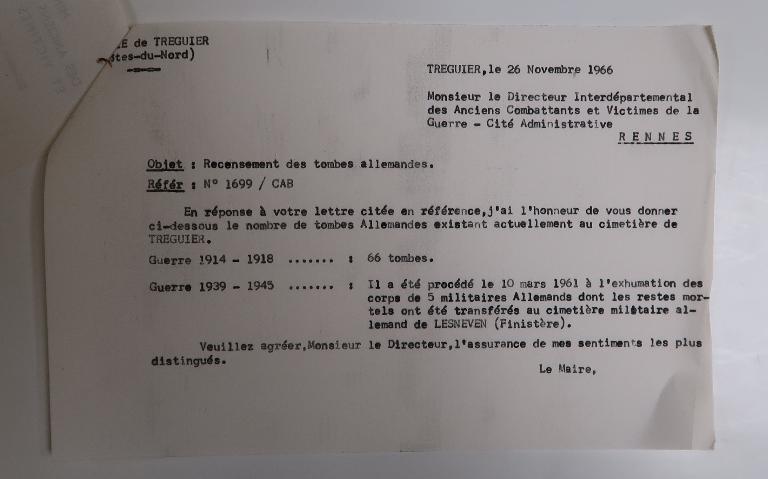 de TREGUIER
TREGUIER,le 26 Novembre 1966
Monsieur le Directeur Interdépartemental
des Anciens Combattants et Victimes de la
Guerre - Cité Administrative
RENNES
Objet : Recensement des tombes allemandes.
Référ : N° 1699 / CAB
En réponse à votre lettre citée en référence,j'ai l'honneur de vous donner
ci-dessous le nombre de tombes Allemandes existant actuellement au cimetière de
TREGUIER.
Guerre 1914 - 1918 ....... : 66 tombes.
Guerre 1939 - 1945 ....... : Il a été procédé le 10 mars 1961 à l'exhumation des
corps de 5 militaires Allemands dont les restes mor-
tels ont été transférés au cimetière militaire al-
lemand de LESNEVEN (Finistère).
Veuillez agréer,Monsieur le Directeur,l'assurance de mes sentiments les plus
distingués.
Le Maire,